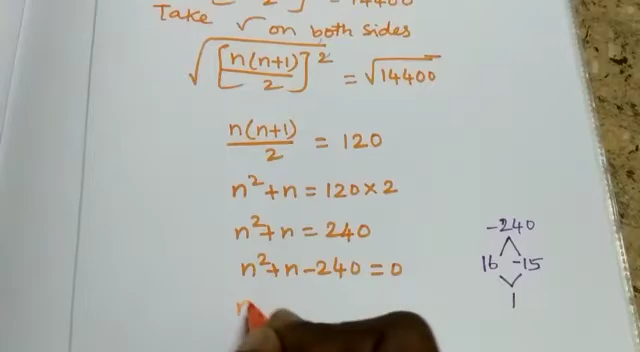 Take √ on both sides
√[n(n+1)/2]² = √14400
n(n+1)/2 = 120
n²+n = 120×2
n²+n = 240
n²+n-240 = 0
n
-240
16 -15
1